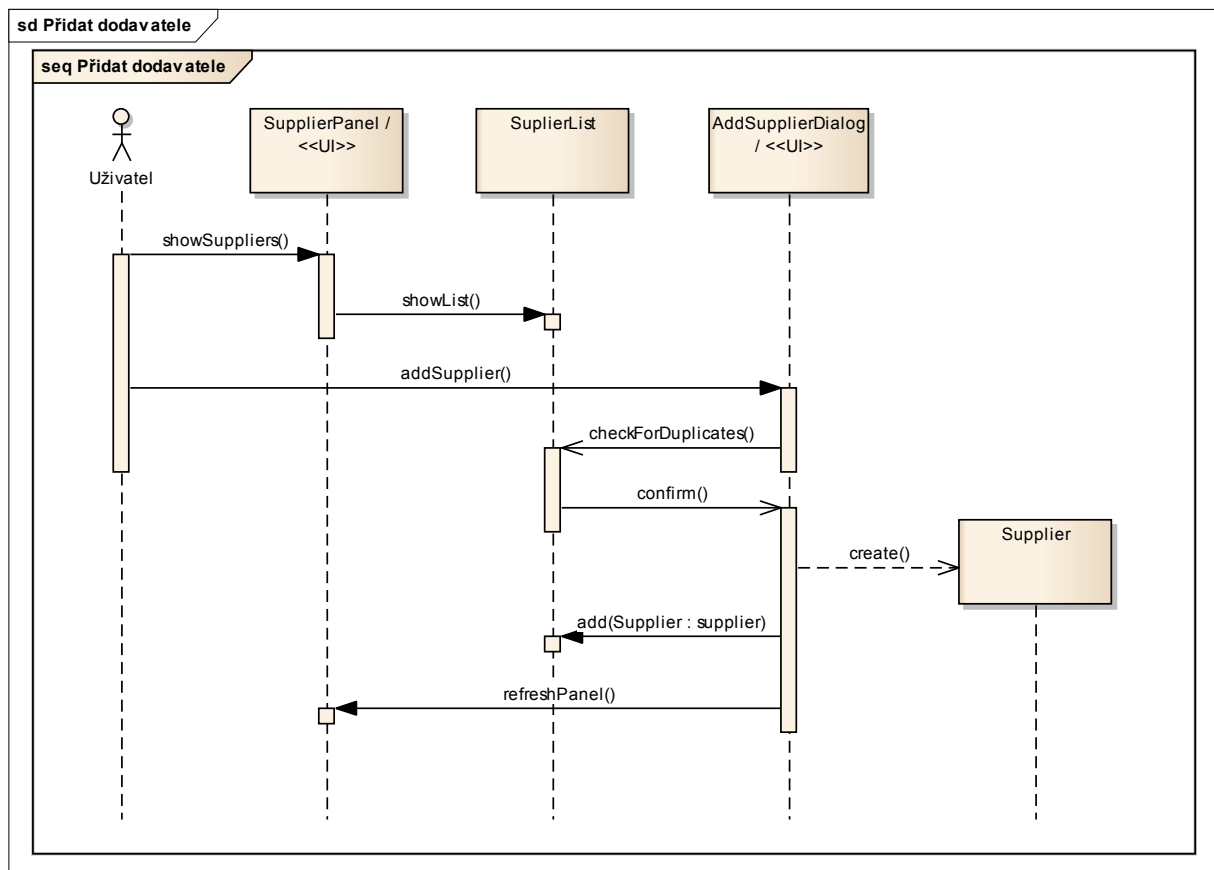 sd Přidat dodavatele
seq Přidat dodavatele
Uživatel
SupplierPanel /
<<UI>>
SuplierList
AddSupplierDialog
/ <<UI>>
showSuppliers()
showList()
addSupplier()
checkForDuplicates()
confirm()
Supplier
create()
add(Supplier : supplier)
refreshPanel()